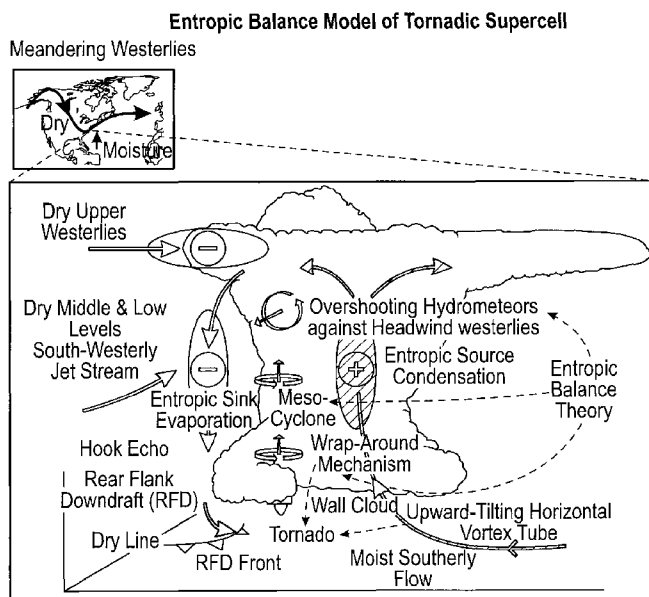 Entropic Balance Model of Tornadic Supercell
Meandering Westerlies
Dry
Moisture
Dry Upper
Westerlies
Dry Middle & Low
Levels
South-Westerly
Jet Stream
Overshooting Hydrometeors
against Headwind westerlies
Entropic Source
Condensation
Entropic
Balance
Theory
Entropic Sink
Evaporation
Meso-
Cyclone
Hook Echo
Wrap-Around
Mechanism
Rear Flank
Downdraft (RFD)
Wall Cloud
Upward-Tilting Horizontal
Vortex Tube
Dry Line
Tornado
RFD Front
Moist Southerly
Flow